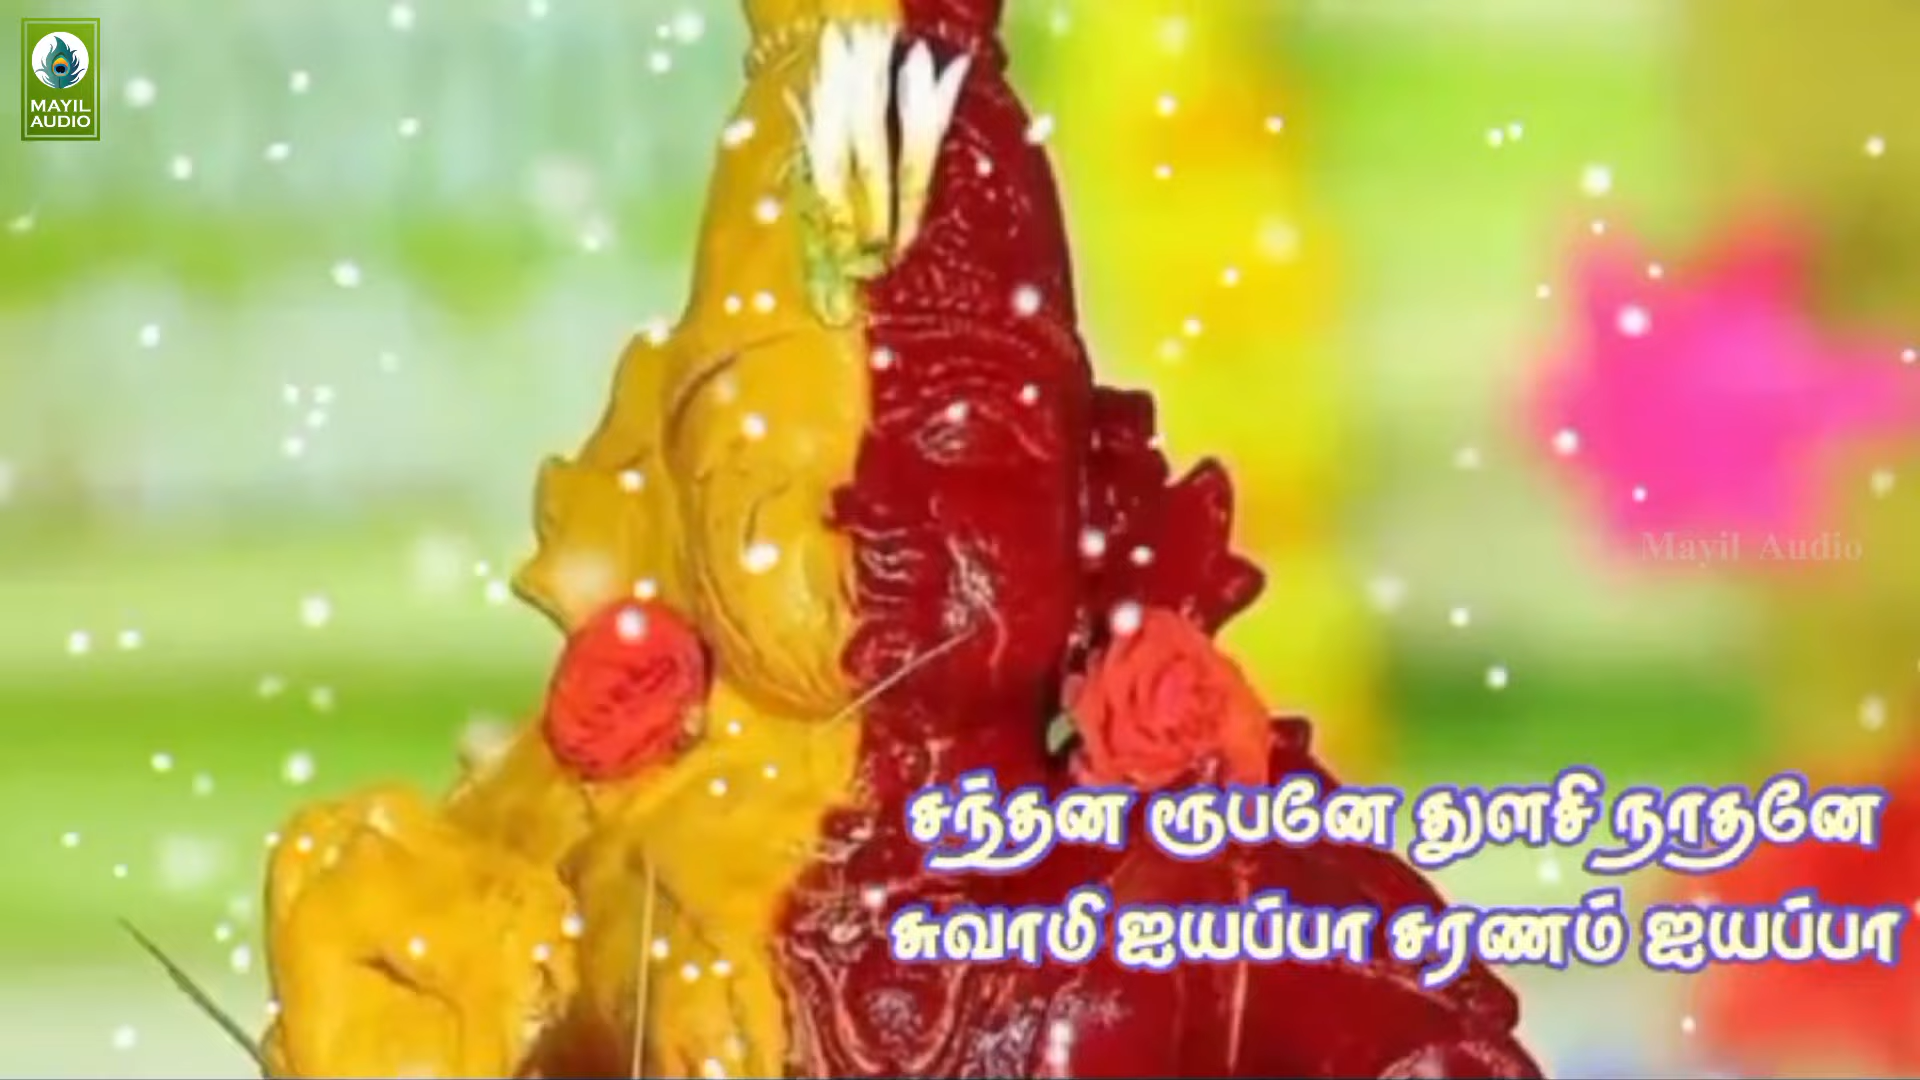 MAYIL
AUDIO
Mayil Audio
சந்தன ரூபனே துளசி நாதனே
சுவாமி ஐயப்பா சரணம் ஐயப்பா